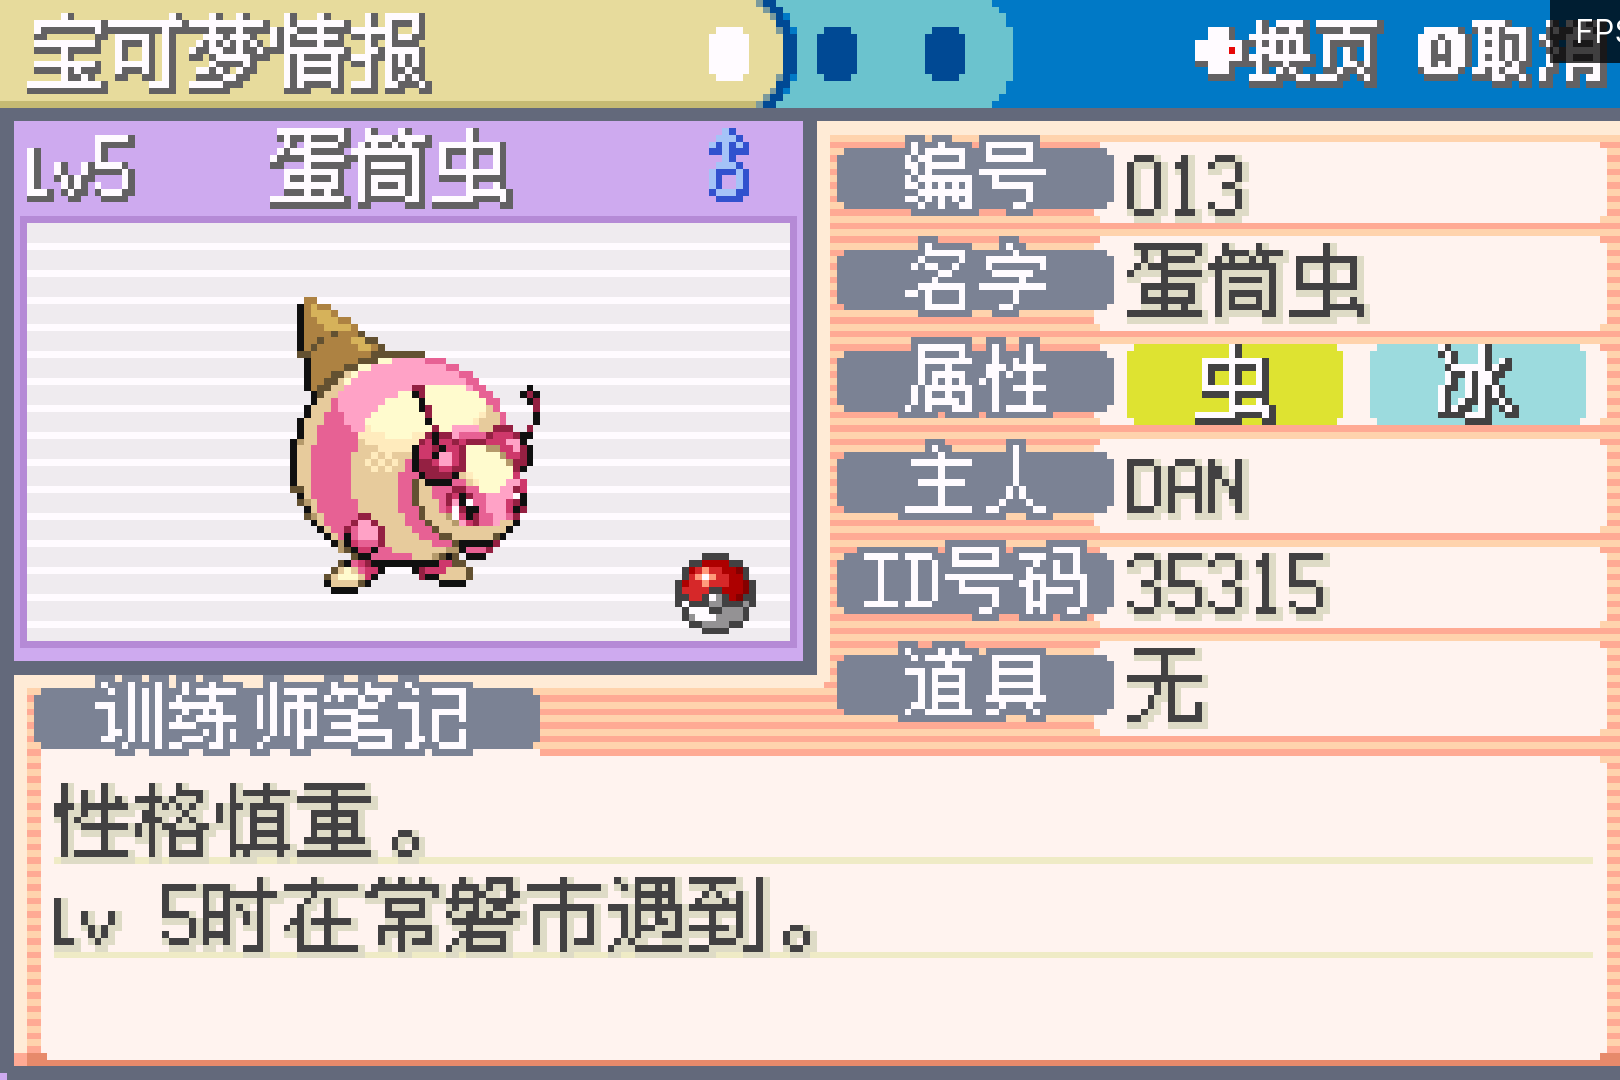 宝可梦情报
换页 A取消
FPS
Lv5 蛋筒虫♂
编号 013
名字 蛋筒虫
属性 虫 冰
主人 DAN
ID号码 35315
道具 无
训练师笔记
性格慎重。
Lv 5时在常磐市遇到。